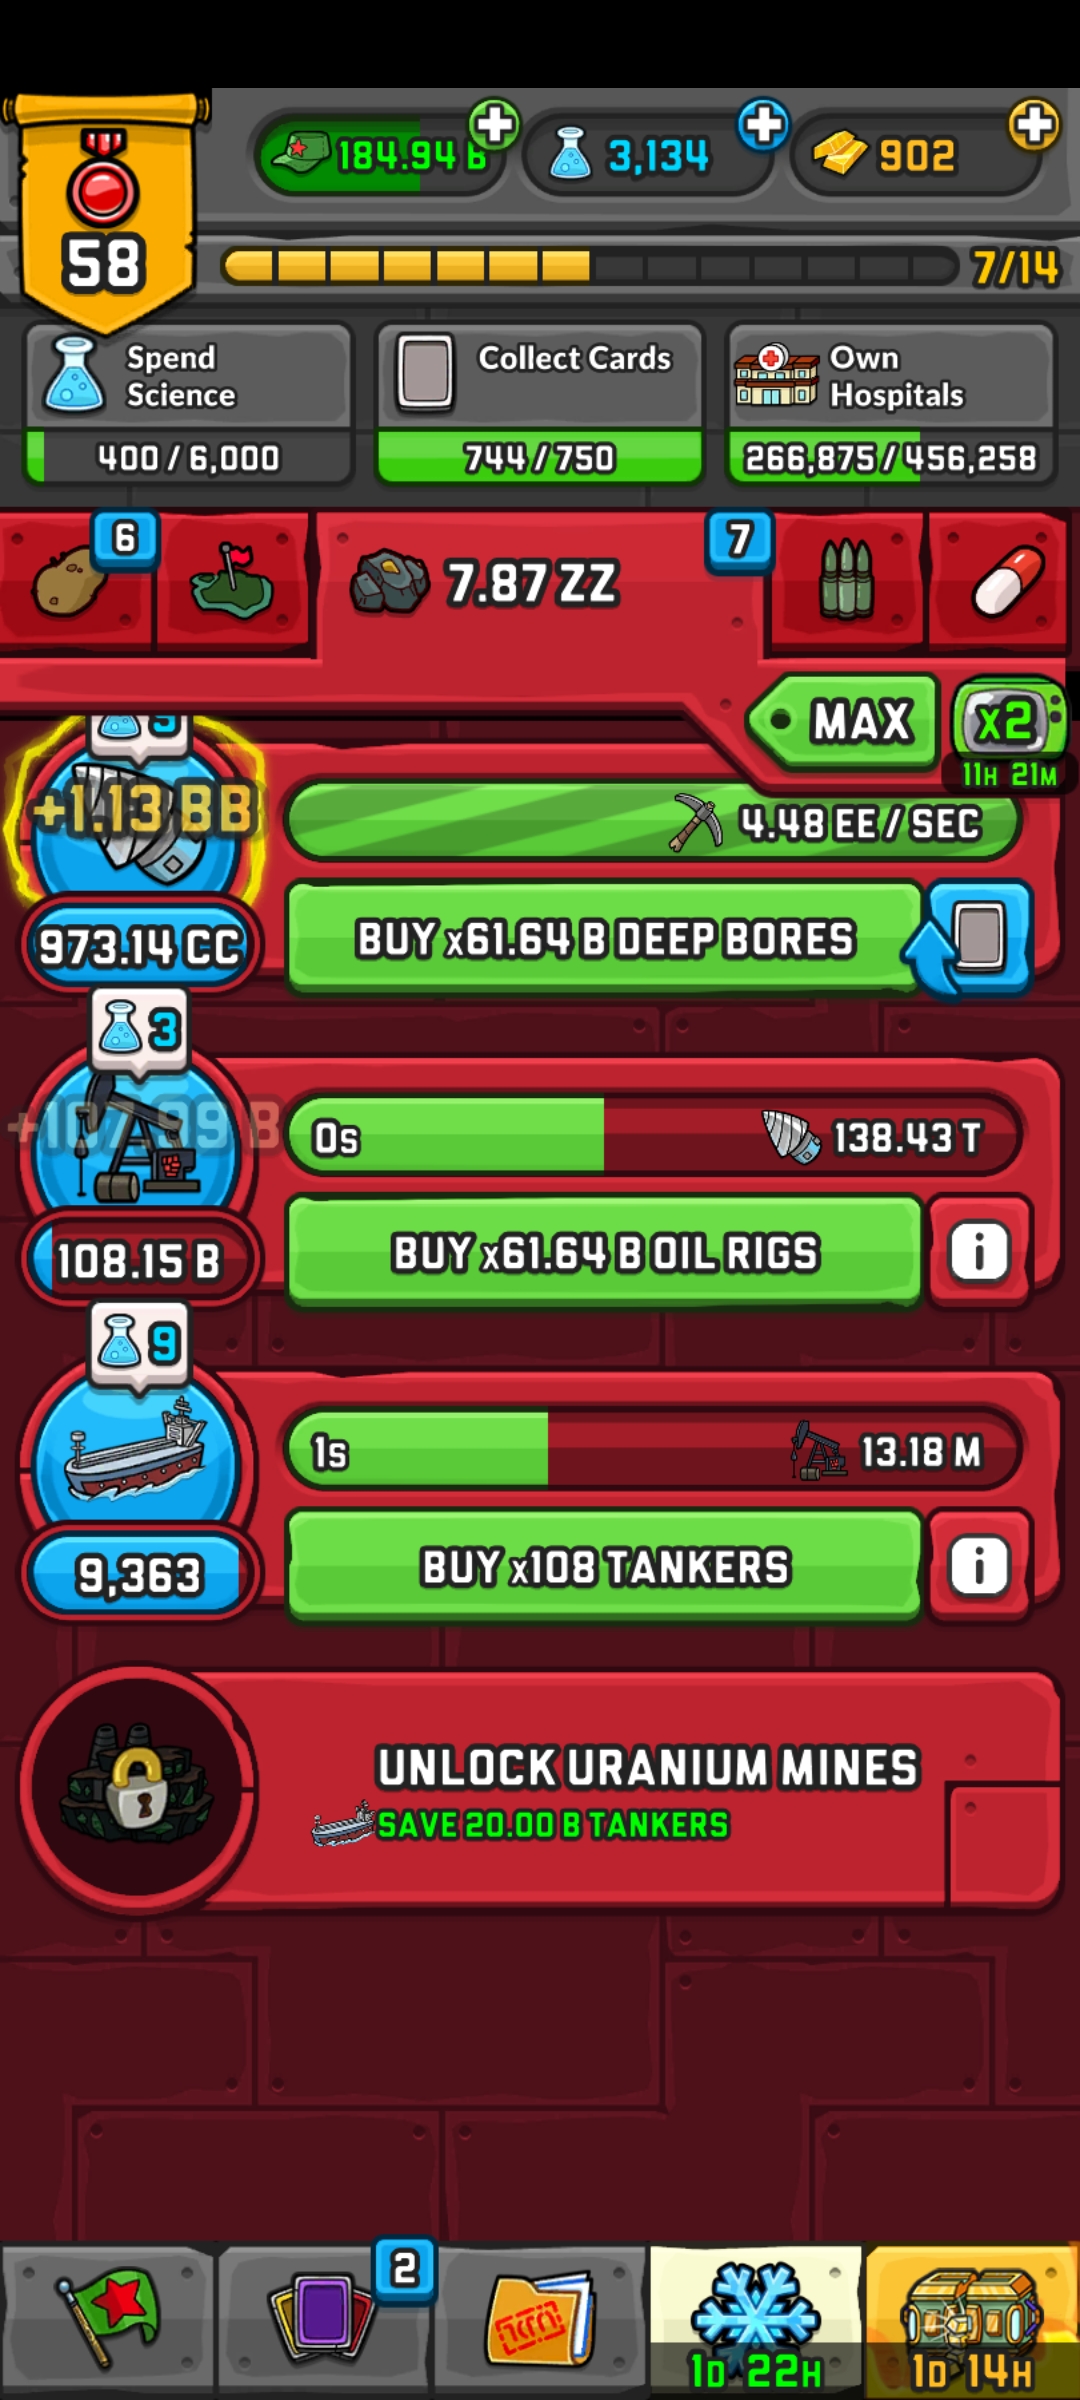 184.94 B
3,134
902
58
7/14
Spend
Science
400 / 6,000
Collect Cards
744 / 750
Own
Hospitals
266,875 / 456,258
6
7.87 ZZ
7
MAX
x2
11H 21M
+1.13 BB
4.48 EE / SEC
973.14 CC
BUY x61.64 B DEEP BORES
3
+107.99 B
0s
138.43 T
108.15 B
BUY x61.64 B OIL RIGS
9
1s
13.18 M
9,363
BUY x108 TANKERS
UNLOCK URANIUM MINES
SAVE 20.00 B TANKERS
2
1D 22H
1D 14H